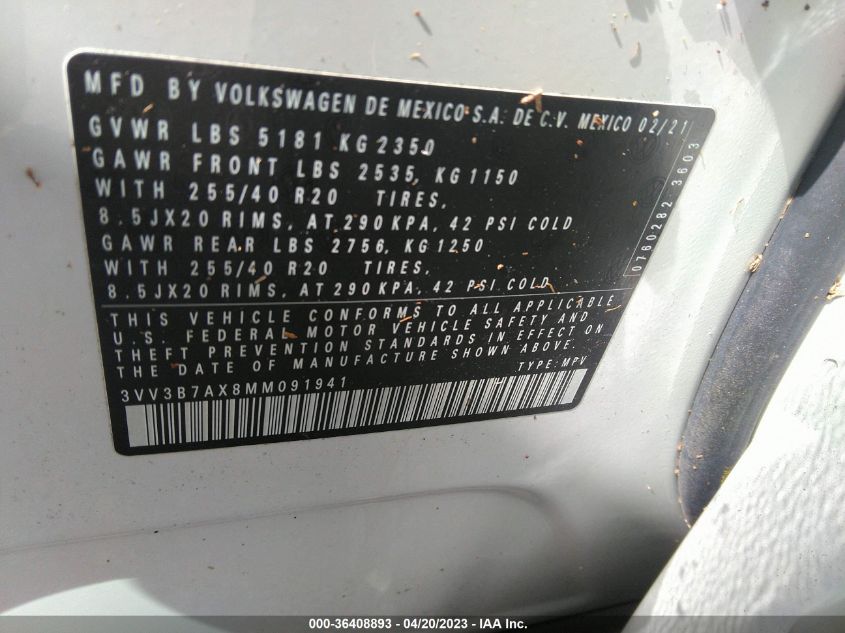 MFD BY VOLKSWAGEN DE MEXICO S.A. DE C.V. MEXICO 02/21
GVWR LBS 5181 KG 2350
GAWR FRONT LBS 2535, KG 1150
WITH 255/40 R20 TIRES,
8.5JX20 RIMS, AT 290 KPA, 42 PSI COLD
GAWR REAR LBS 2756, KG 1250
WITH 255/40 R20 TIRES,
8.5JX20 RIMS, AT 290 KPA, 42 PSI COLD
0760282 3603
THIS VEHICLE CONFORMS TO ALL APPLICABLE
U.S. FEDERAL MOTOR VEHICLE SAFETY AND
THEFT PREVENTION STANDARDS IN EFFECT ON
THE DATE OF MANUFACTURE SHOWN ABOVE.
TYPE: MPV
3VV3B7AX8MM091941
000-36408893 - 04/20/2023 - IAA Inc.